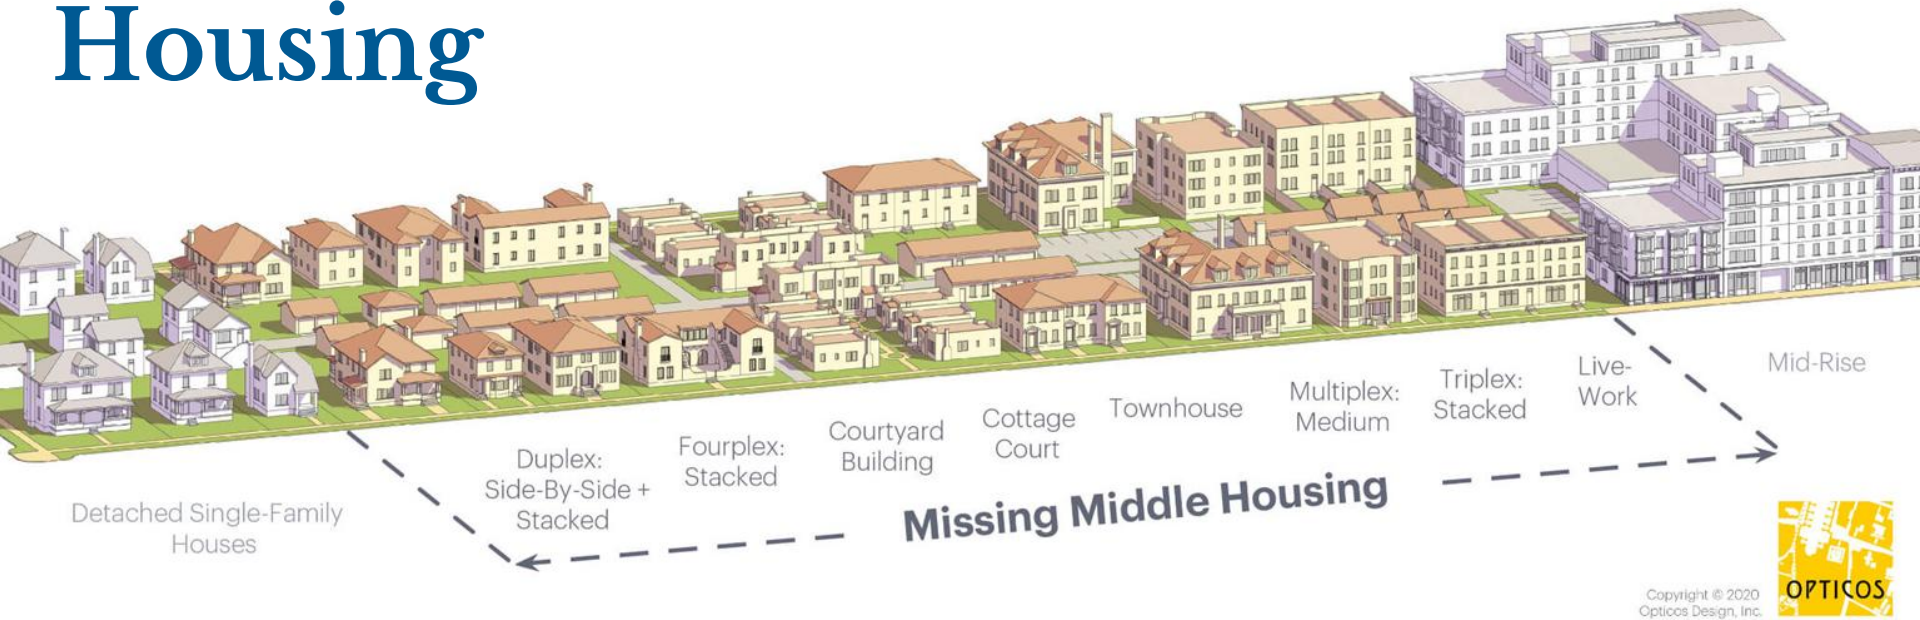 Housing
Detached Single-Family
Houses
Duplex:
Side-By-Side +
Stacked
Fourplex:
Stacked
Courtyard
Building
Cottage
Court
Townhouse
Multiplex:
Medium
Triplex:
Stacked
Live-
Work
Mid-Rise
Missing Middle Housing
OPTICOS
Copyright © 2020
Opticos Design, Inc.